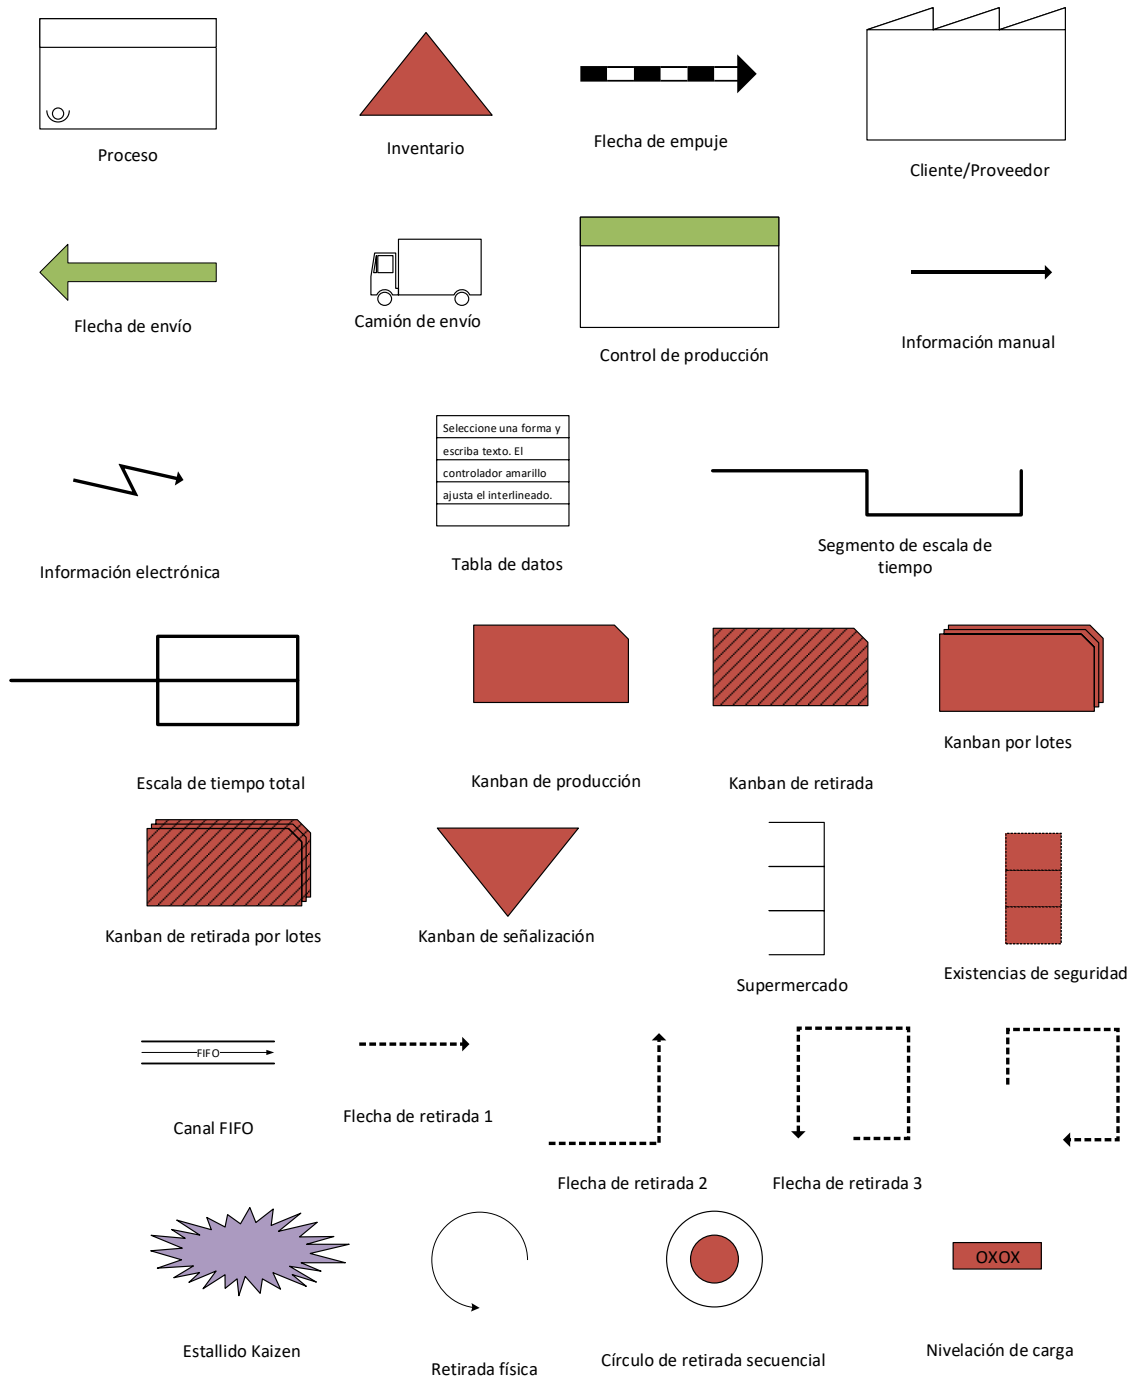 Proceso
Inventario
Flecha de empuje
Cliente/Proveedor
Flecha de envío
Camión de envío
Control de producción
Información manual
Información electrónica
Seleccione una forma y
escriba texto. El
controlador amarillo
ajusta el interlineado.
Tabla de datos
Segmento de escala de
tiempo
Escala de tiempo total
Kanban de producción
Kanban de retirada
Kanban por lotes
Kanban de retirada por lotes
Kanban de señalización
Supermercado
Existencias de seguridad
FIFO
Canal FIFO
Flecha de retirada 1
Flecha de retirada 2
Flecha de retirada 3
Estallido Kaizen
Retirada física
Círculo de retirada secuencial
OXOX
Nivelación de carga